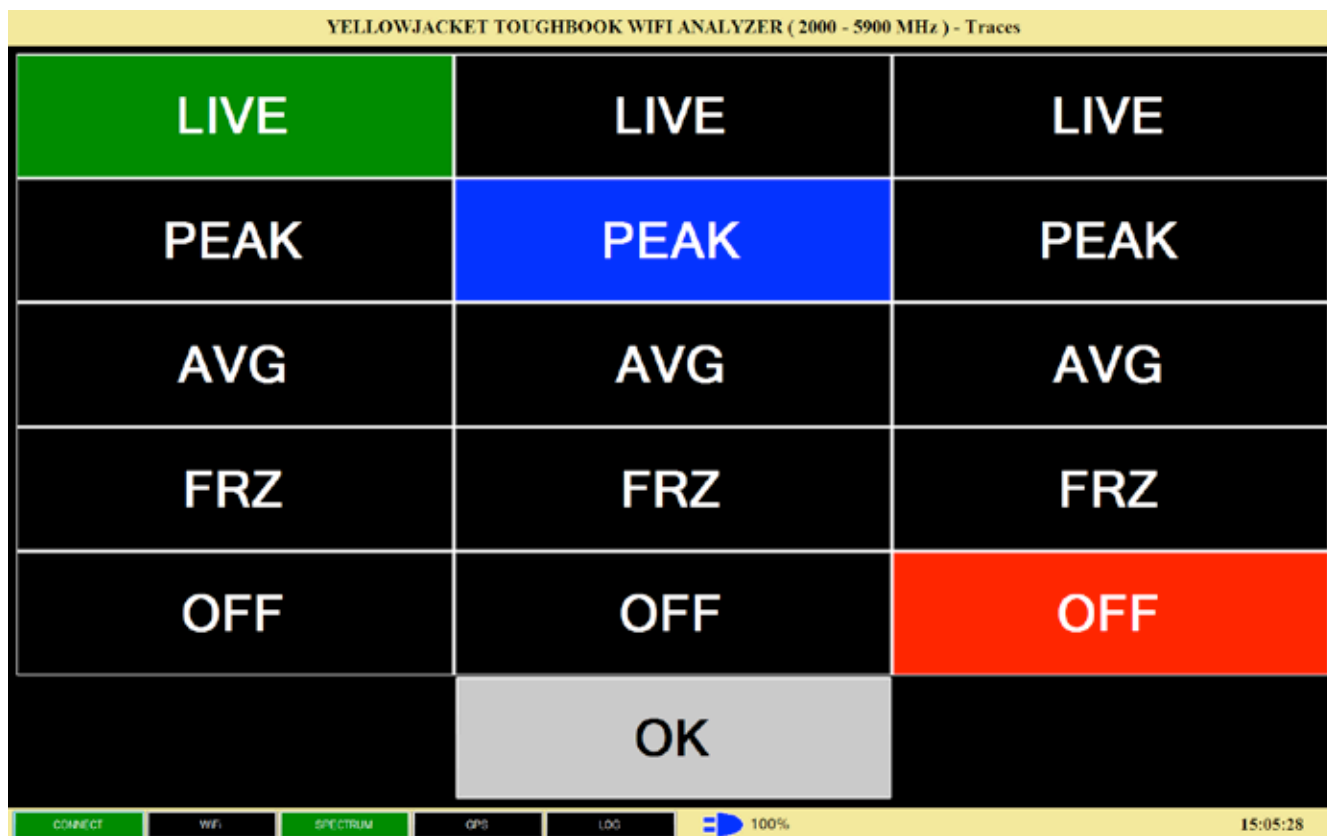 YELLOWJACKET TOUGHBOOK WIFI ANALYZER ( 2000 - 5900 MHz ) - Traces
LIVE LIVE LIVE
PEAK PEAK PEAK
AVG AVG AVG
FRZ FRZ FRZ
OFF OFF OFF
OK
CONNECT WiFi SPECTRUM GPS LOG 100% 15:05:28